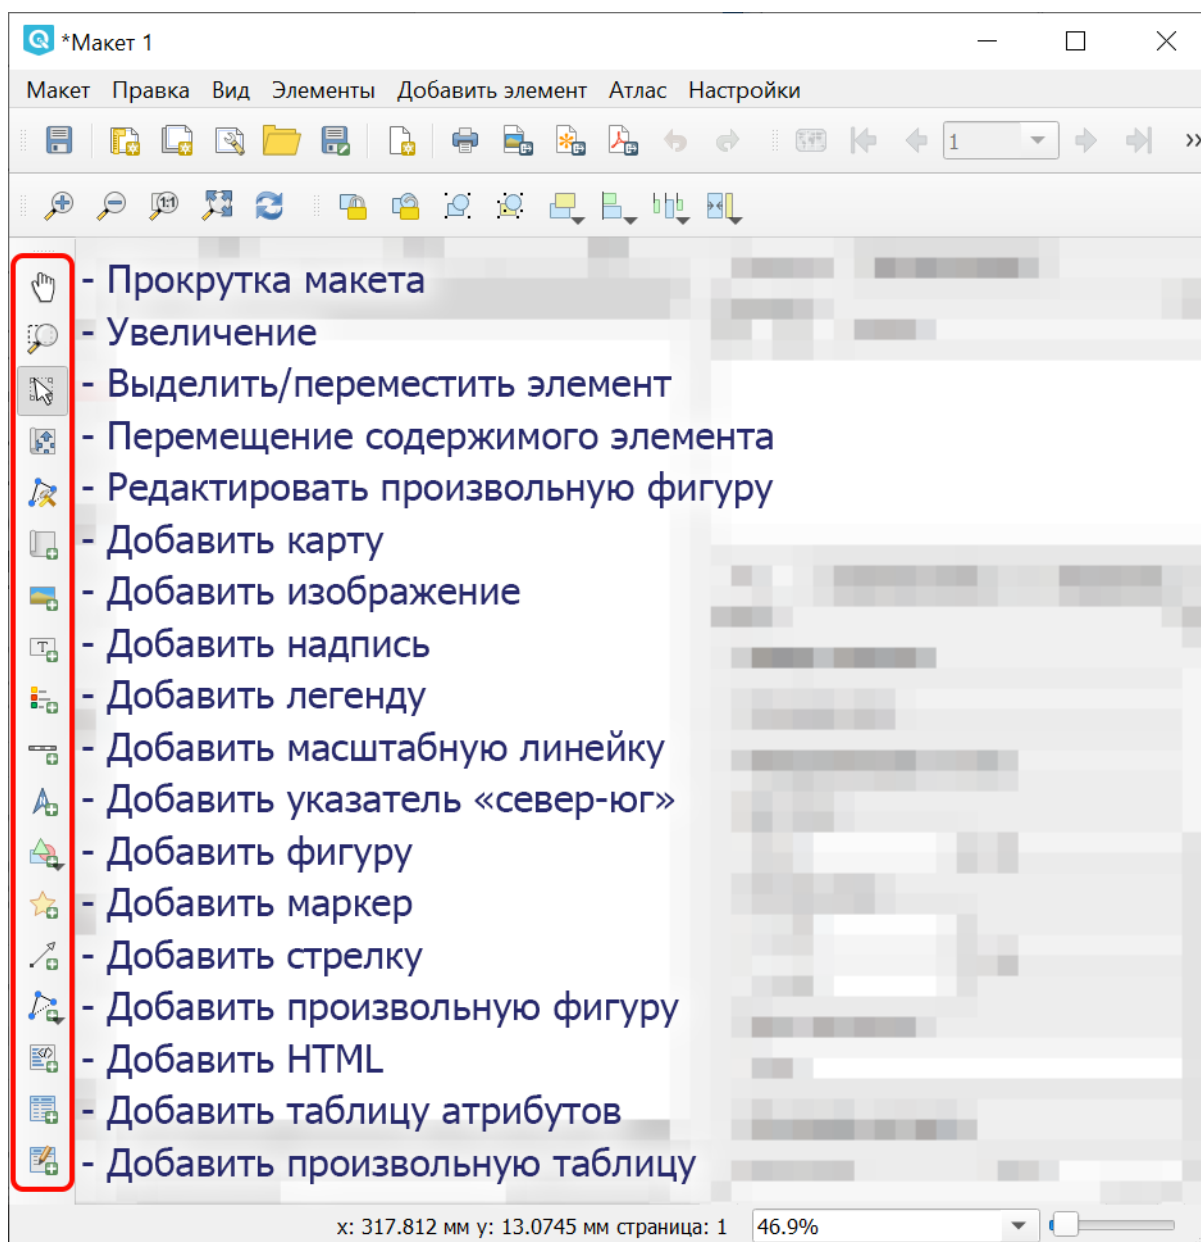 *Макет 1
Макет Правка Вид Элементы Добавить элемент Атлас Настройки
1
1:1
- Прокрутка макета
- Увеличение
- Выделить/переместить элемент
- Перемещение содержимого элемента
- Редактировать произвольную фигуру
- Добавить карту
- Добавить изображение
- Добавить надпись
- Добавить легенду
- Добавить масштабную линейку
- Добавить указатель «север-юг»
- Добавить фигуру
- Добавить маркер
- Добавить стрелку
- Добавить произвольную фигуру
- Добавить HTML
- Добавить таблицу атрибутов
- Добавить произвольную таблицу
x: 317.812 мм y: 13.0745 мм страница: 1 46.9%